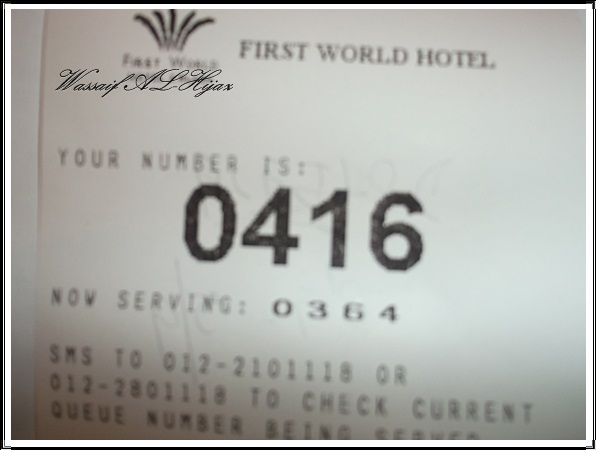 FIRST WORLD HOTEL
FIRST WORLD
Wassaif AL-Hijaz
YOUR NUMBER IS:
0416
NOW SERVING: 0364
SMS TO 012-2101118 OR
012-2801118 TO CHECK CURRENT
QUEUE NUMBER BEING SERVED